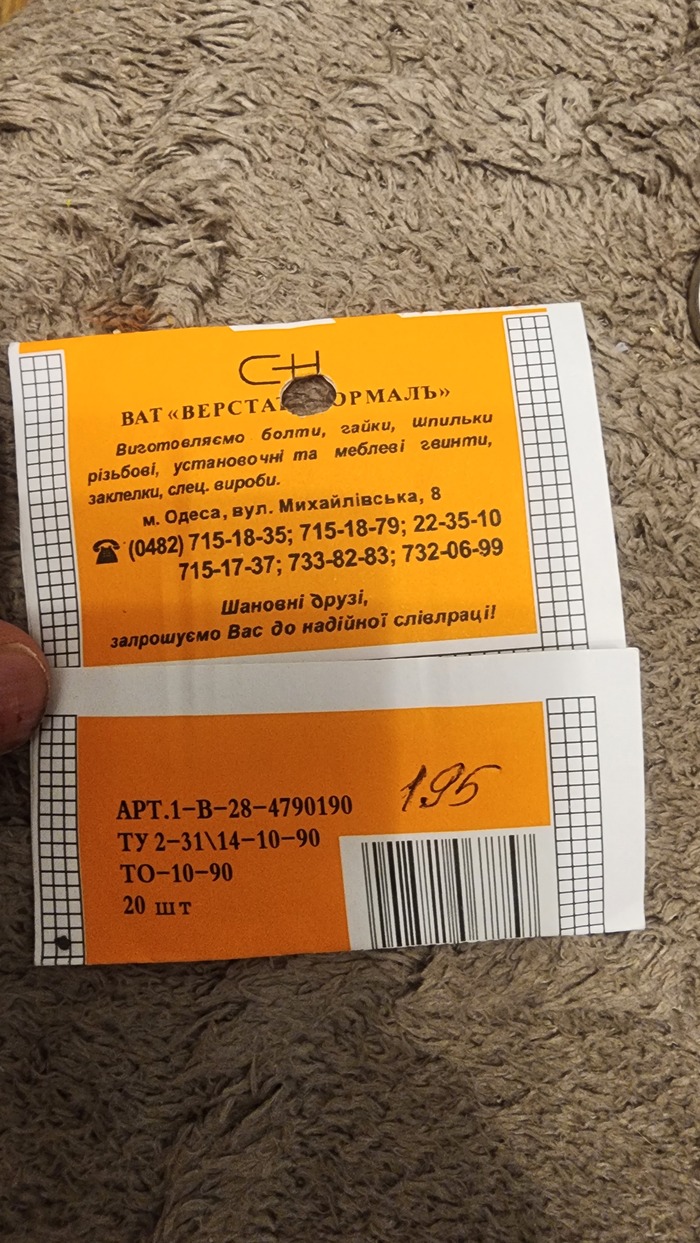 СН
ВАТ «ВЕРСТА ОРМАЛЬ»
Виготовляємо болти, гайки, шпильки
різьбові, установочні та меблеві гвинти,
заклепки, спец. вироби.
м. Одеса, вул. Михайлівська, 8
(0482) 715-18-35; 715-18-79; 22-35-10
715-17-37; 733-82-83; 732-06-99
Шановні друзі,
запрошуємо Вас до надійної співпраці!
195
АРТ.1-В-28-4790190
ТУ 2-31\14-10-90
ТО-10-90
20 шт